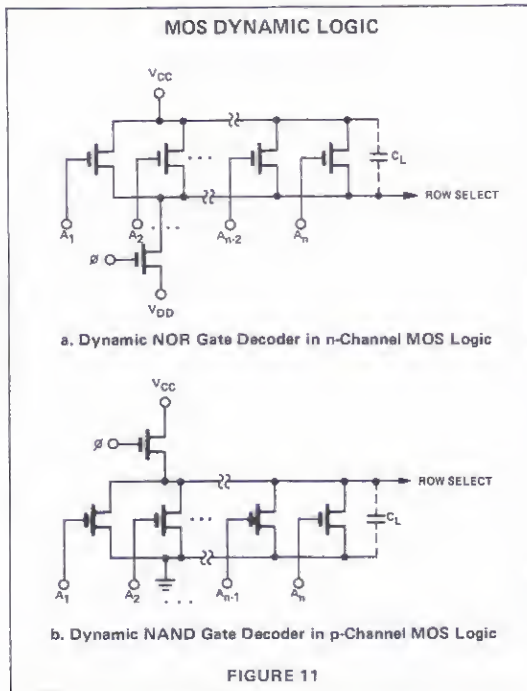 MOS DYNAMIC LOGIC
VCC
CL
ROW SELECT
A1 A2 ... An-2 An
ø
VDD
a. Dynamic NOR Gate Decoder in n-Channel MOS Logic
VCC
ø
ROW SELECT
CL
A1 A2 ... An-1 An
b. Dynamic NAND Gate Decoder in p-Channel MOS Logic
FIGURE 11